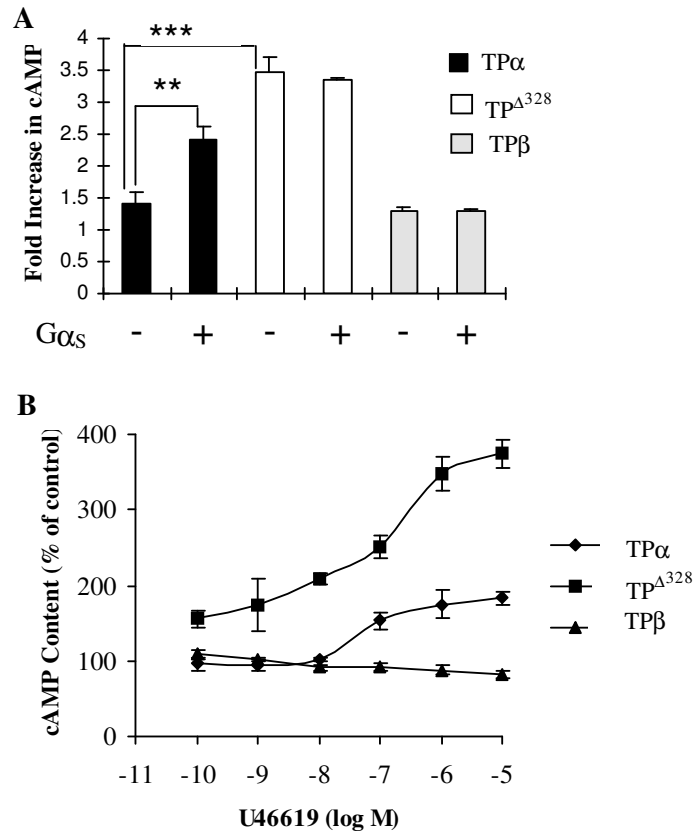 A
***
**
Fold Increase in cAMP
4
3.5
3
2.5
2
1.5
1
0.5
0
TPα
TP^Δ328
TPβ
Gα_S - + - + - +
B
cAMP Content (% of control)
400
300
200
100
0
-11 -10 -9 -8 -7 -6 -5
U46619 (log M)
TPα
TP^Δ328
TPβ